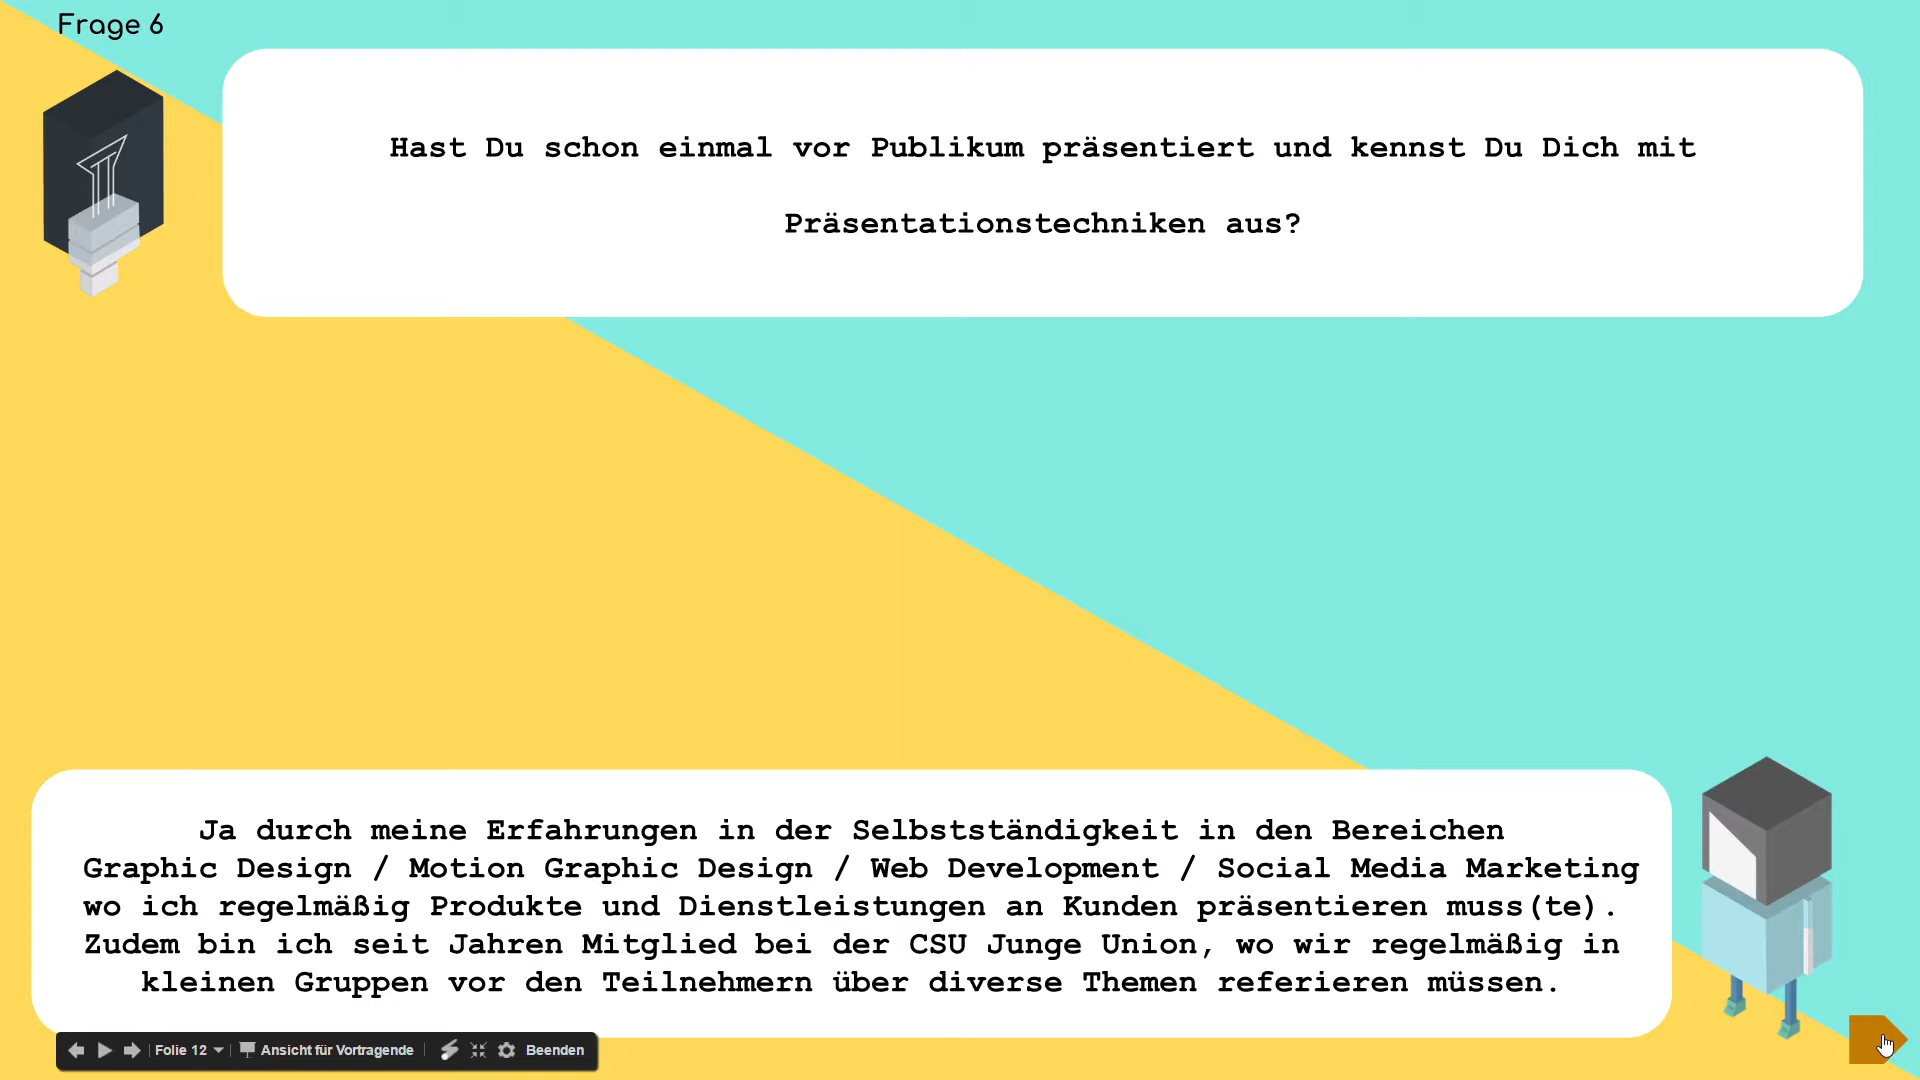 Frage 6
Hast Du schon einmal vor Publikum präsentiert und kennst Du Dich mit
Präsentationstechniken aus?
Ja durch meine Erfahrungen in der Selbstständigkeit in den Bereichen
Graphic Design / Motion Graphic Design / Web Development / Social Media Marketing
wo ich regelmäßig Produkte und Dienstleistungen an Kunden präsentieren muss(te).
Zudem bin ich seit Jahren Mitglied bei der CSU Junge Union, wo wir regelmäßig in
kleinen Gruppen vor den Teilnehmern über diverse Themen referieren müssen.
Folie 12 Ansicht für Vortragende Beenden